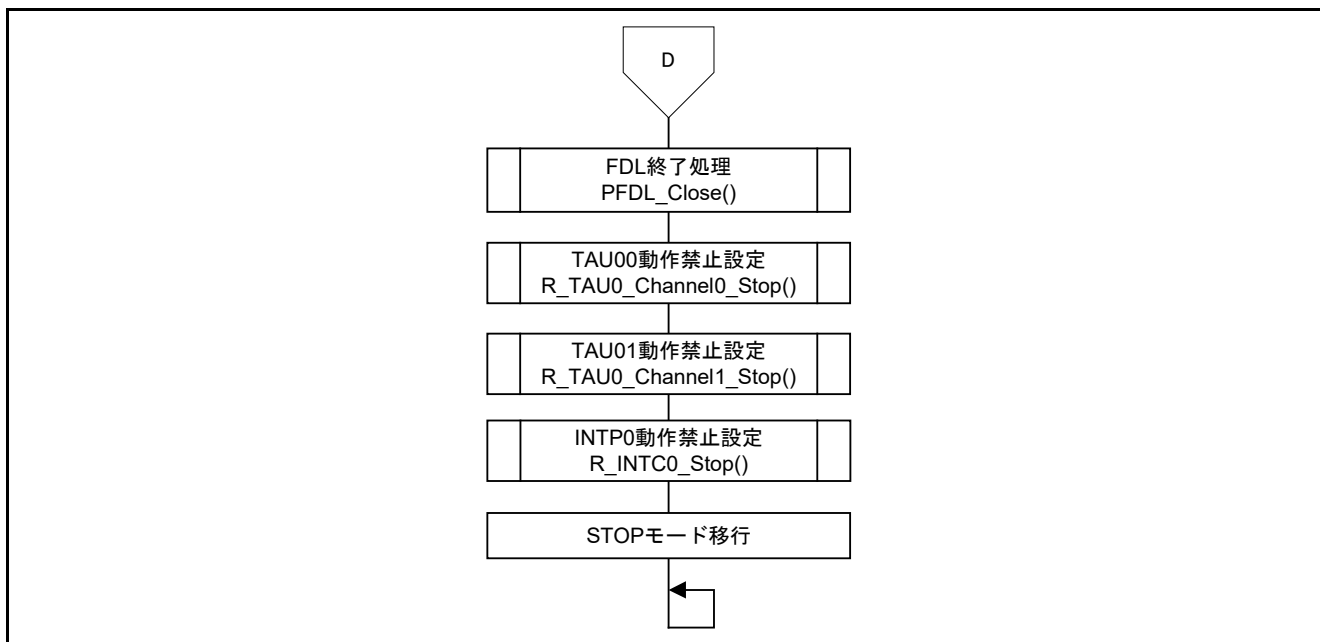 D
FDL終了処理
PFDL_Close()
TAU00動作禁止設定
R_TAU0_Channel0_Stop()
TAU01動作禁止設定
R_TAU0_Channel1_Stop()
INTP0動作禁止設定
R_INTC0_Stop()
STOPモード移行